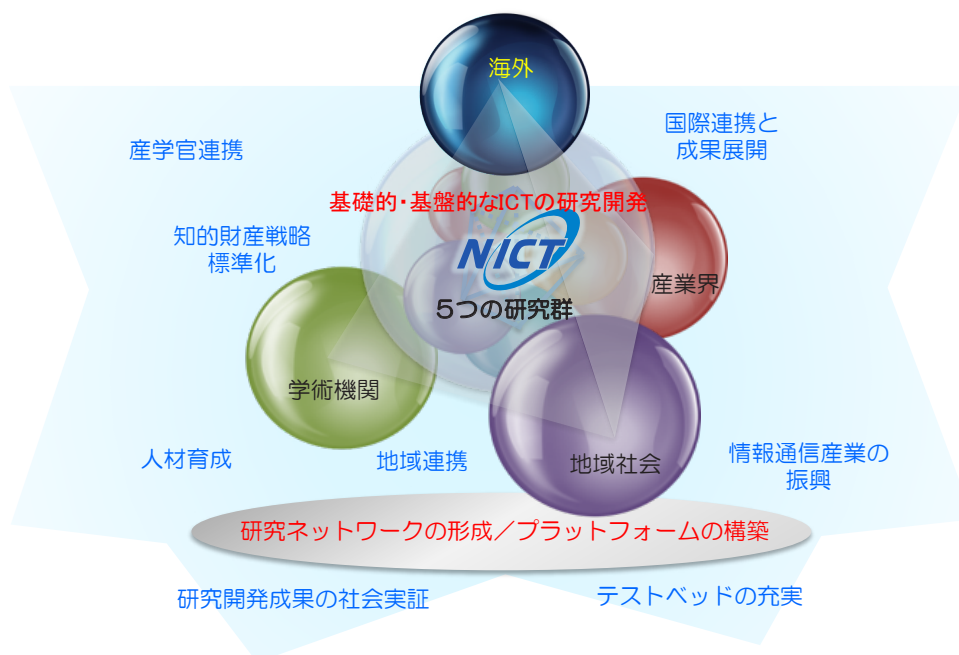 海外
産学官連携
国際連携と
成果展開
基礎的・基盤的なICTの研究開発
知的財産戦略
標準化
NICT
産業界
5つの研究群
学術機関
人材育成
地域連携
地域社会
情報通信産業の
振興
研究ネットワークの形成／プラットフォームの構築
研究開発成果の社会実証
テストベッドの充実